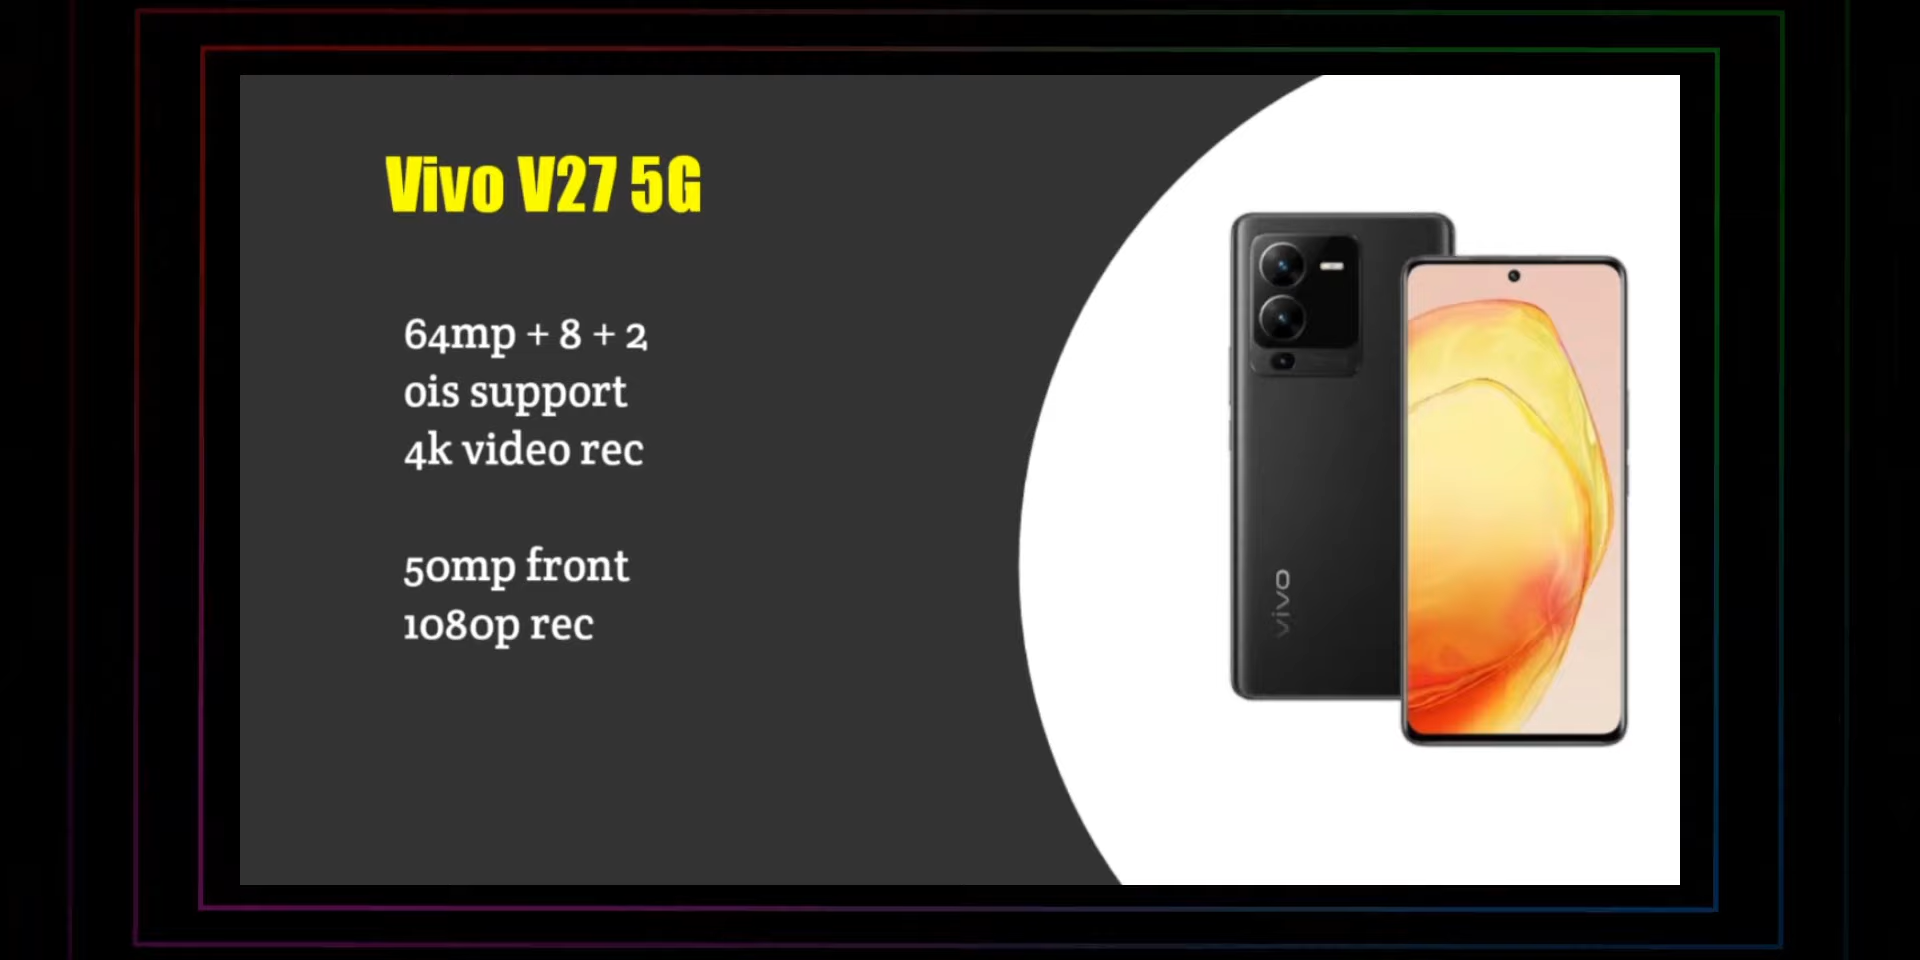 Vivo V27 5G
64mp + 8 + 2
ois support
4k video rec
50mp front
1080p rec
vivo